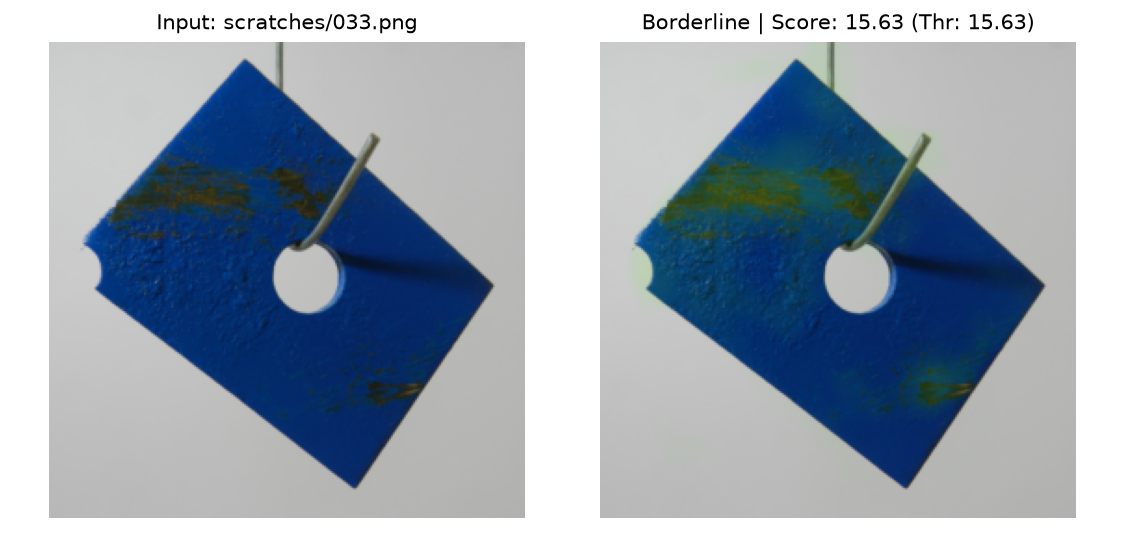 Input: scratches/033.png
Borderline | Score: 15.63 (Thr: 15.63)